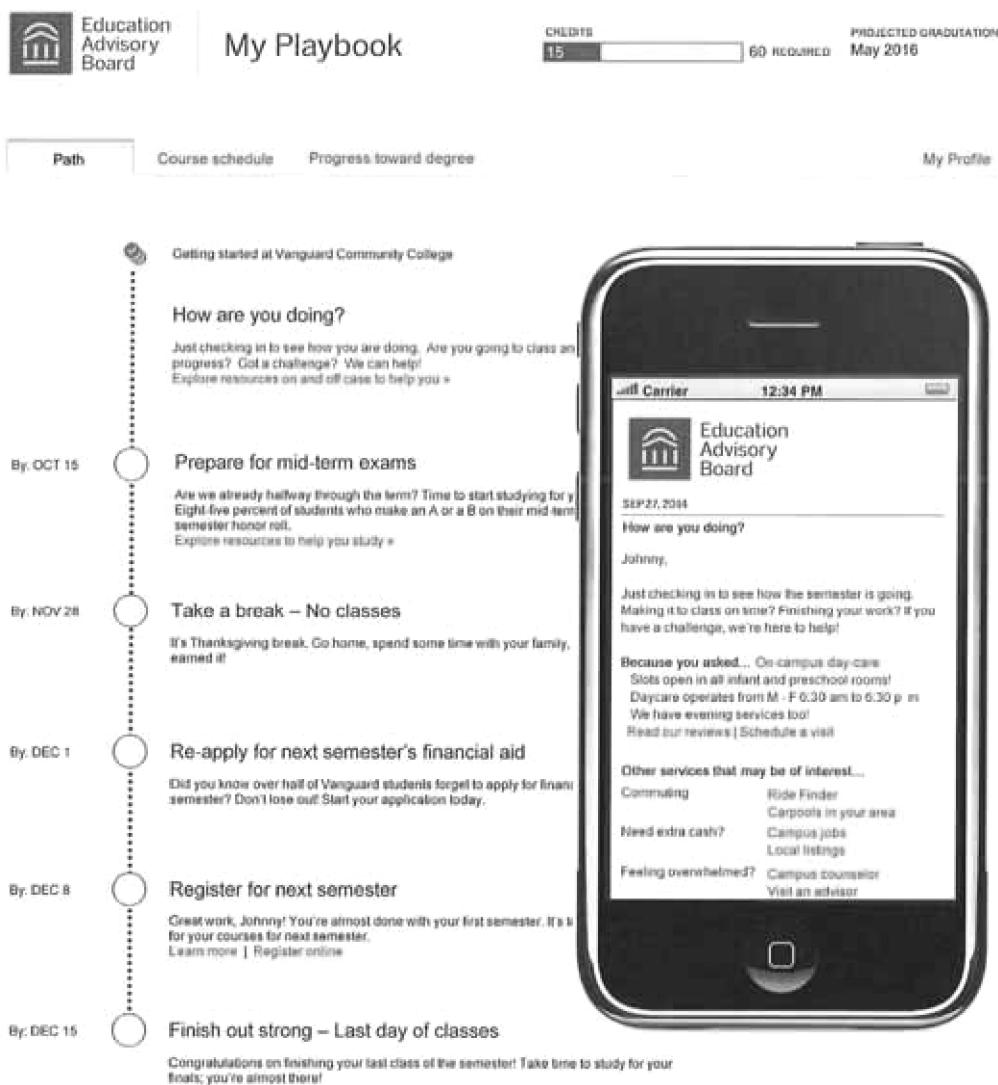 Education
Advisory
Board
My Playbook
CREDITS
15
60 REQUIRED
PROJECTED GRADUTATION
May 2016
Path
Course schedule
Progress toward degree
My Profile
Getting started at Vanguard Community College
How are you doing?
Just checking in to see how you are doing. Are you going to class an
progress? Got a challenge? We can help!
Explore resources on and off case to help you »
By: OCT 15
Prepare for mid-term exams
Are we already halfway through the term? Time to start studying for y
Eight-five percent of students who make an A or a B on their mid-term
semester honor roll.
Explore resources to help you study »
By: NOV 28
Take a break – No classes
It's Thanksgiving break. Go home, spend some time with your family,
earned it!
By: DEC 1
Re-apply for next semester's financial aid
Did you know over half of Vanguard students forget to apply for financ
semester? Don't lose out! Start your application today.
By: DEC 8
Register for next semester
Great work, Johnny! You're almost done with your first semester. It's t
for your courses for next semester.
Learn more | Register online
By: DEC 15
Finish out strong – Last day of classes
Congratulations on finishing your last class of the semester! Take time to study for your
finals; you're almost there!
Carrier
12:34 PM
Education
Advisory
Board
SEP 27, 2014
How are you doing?
Johnny,
Just checking in to see how the semester is going.
Making it to class on time? Finishing your work? If you
have a challenge, we're here to help!
Because you asked... On-campus day-care
Slots open in all infant and preschool rooms!
Daycare operates from M - F 6:30 am to 6:30 p m
We have evening services too!
Read our reviews | Schedule a visit
Other services that may be of interest...
Commuting
Ride Finder
Carpools in your area
Need extra cash?
Campus jobs
Local listings
Feeling overwhelmed?
Campus counselor
Visit an advisor